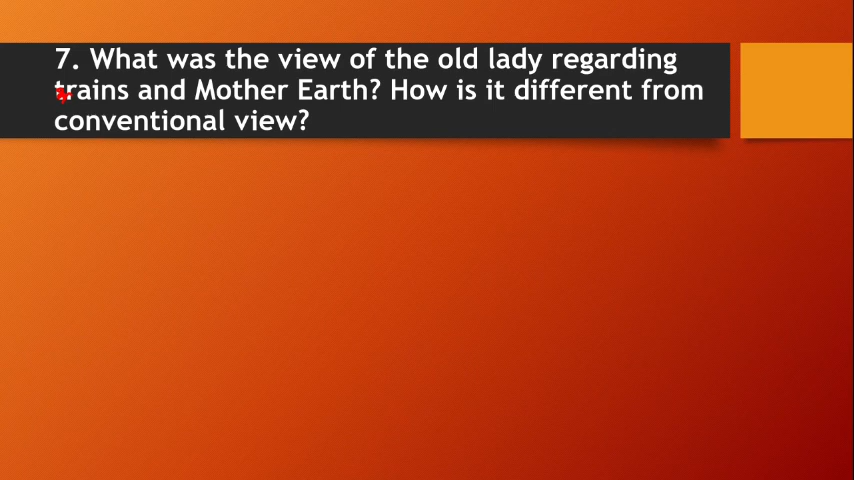 7. What was the view of the old lady regarding
trains and Mother Earth? How is it different from
conventional view?